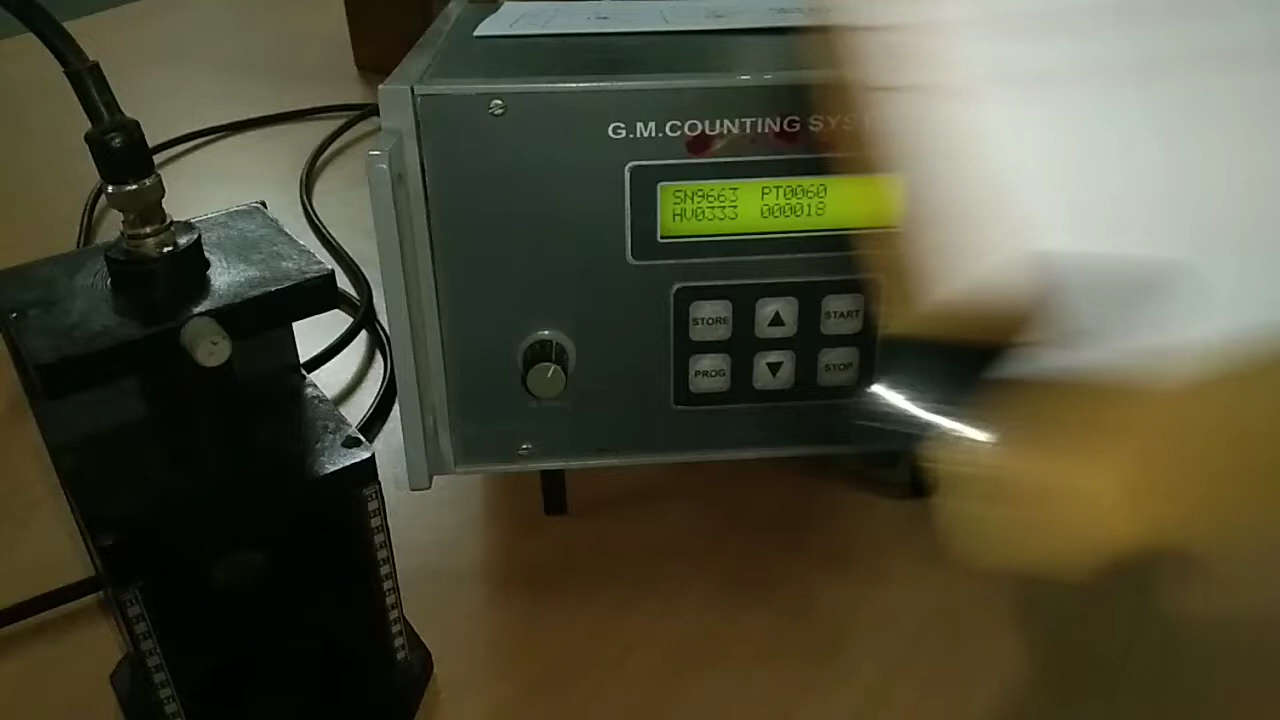 G.M.COUNTING SYS
SN9663 PT0060
HV0333 000018
STORE
START
PROG
STOP